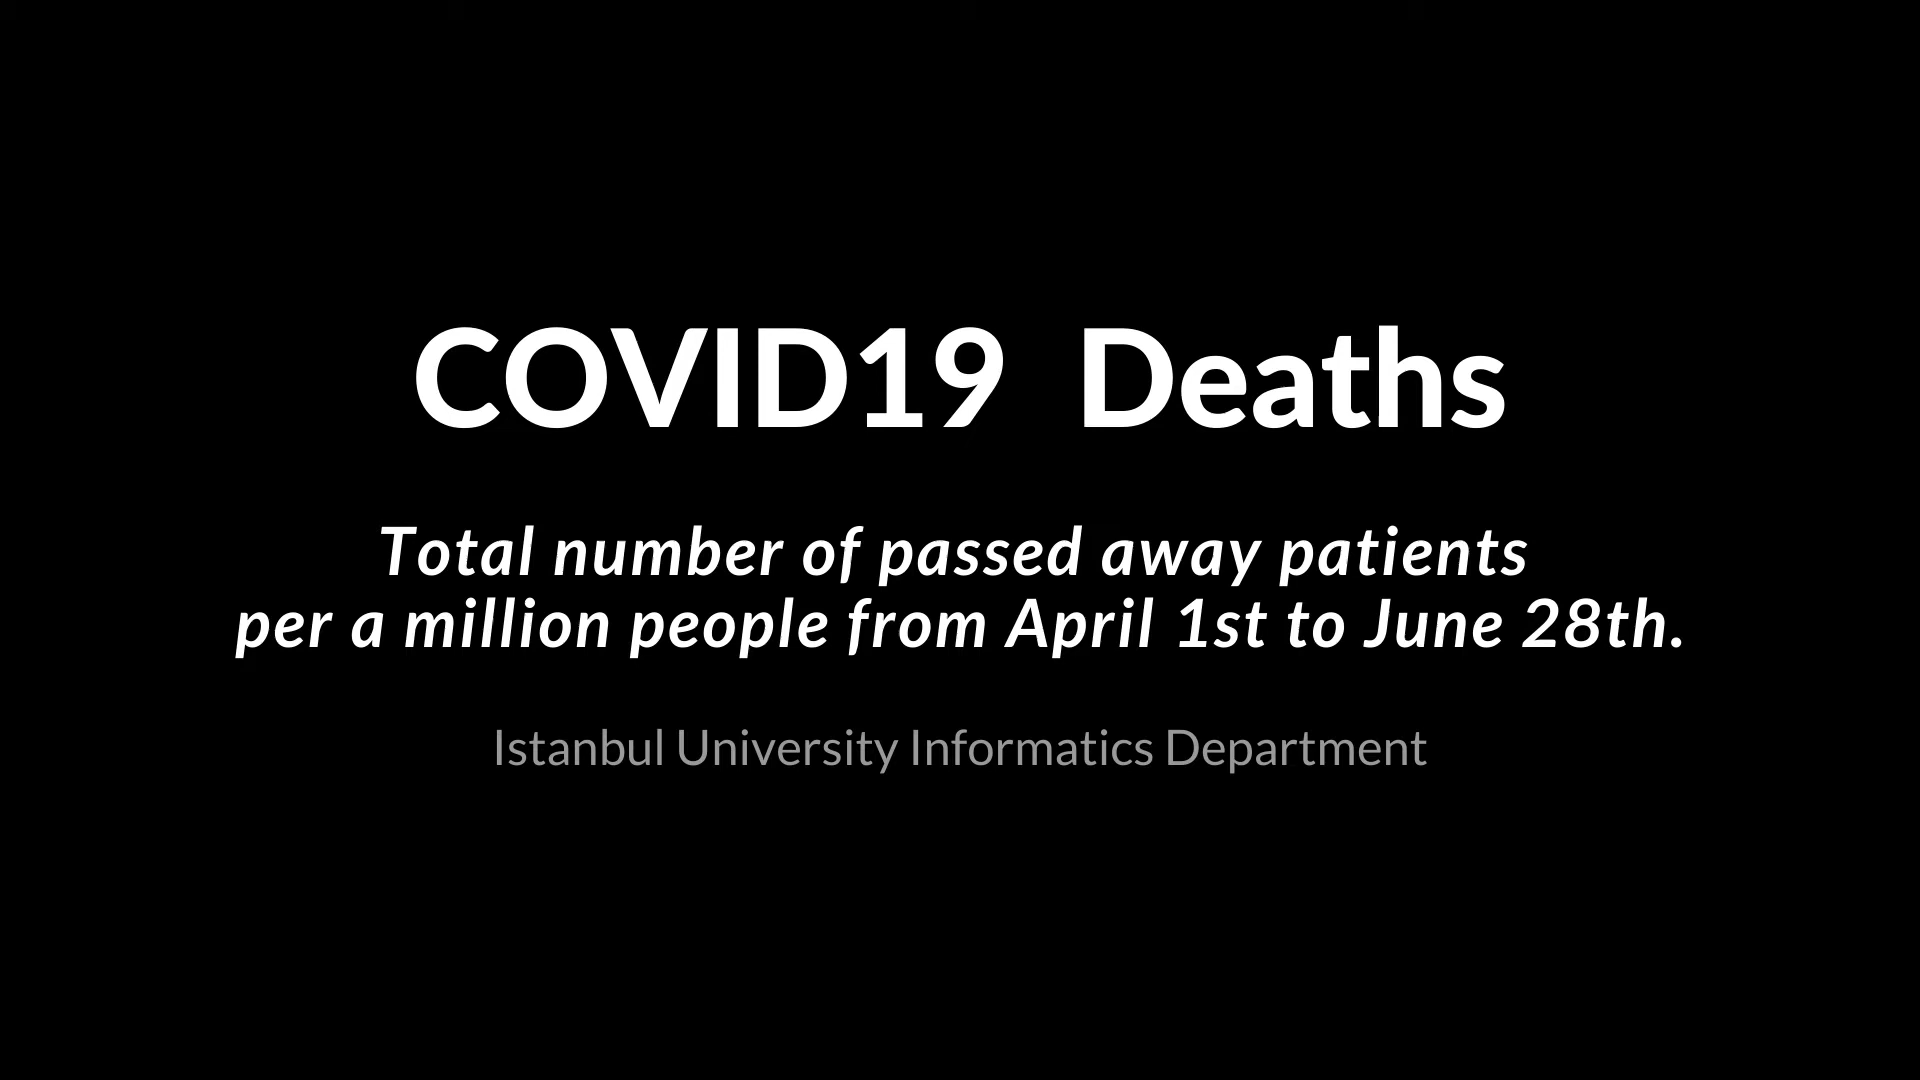 COVID19 Deaths
Total number of passed away patients
per a million people from April 1st to June 28th.
Istanbul University Informatics Department